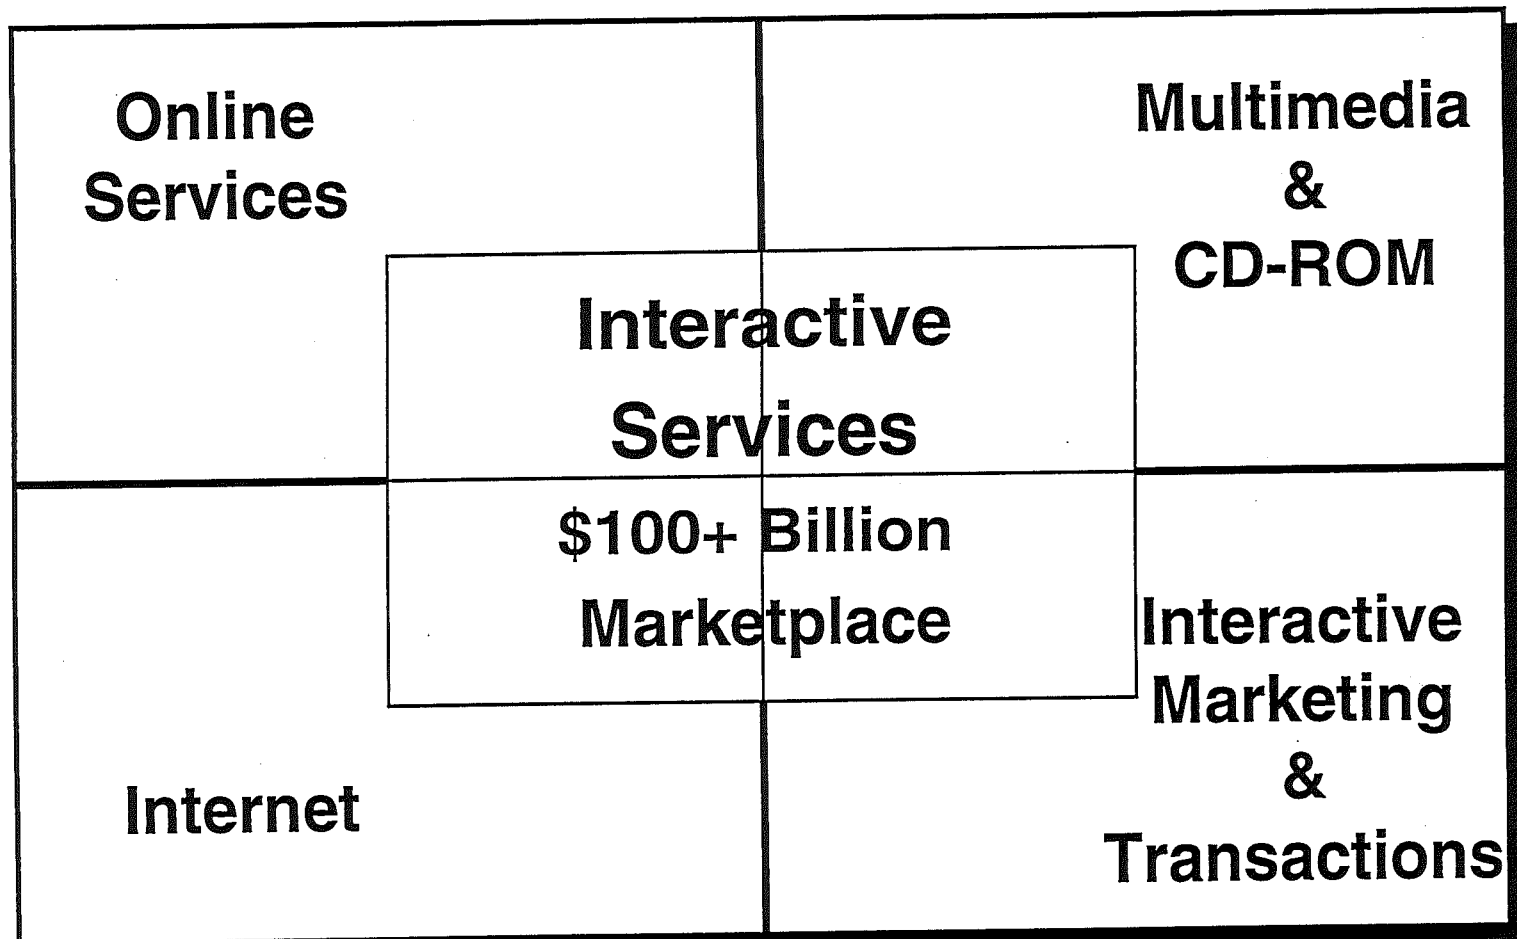 Online
Services
Multimedia
&
CD-ROM
Interactive
Services
$100+ Billion
Marketplace
Internet
Interactive
Marketing
&
Transactions